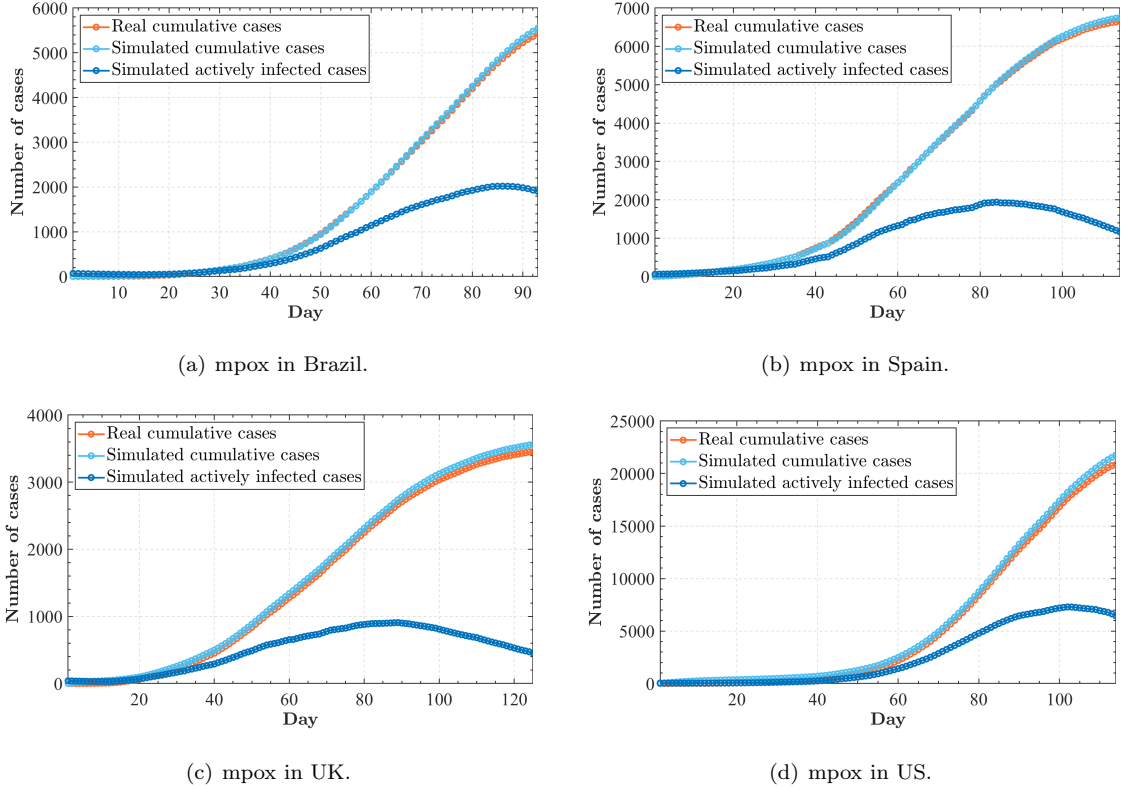 6000
5000
4000
3000
2000
1000
0
Number of cases
Real cumulative cases
Simulated cumulative cases
Simulated actively infected cases
10 20 30 40 50 60 70 80 90
Day
(a) mpox in Brazil.
7000
6000
5000
4000
3000
2000
1000
0
Number of cases
Real cumulative cases
Simulated cumulative cases
Simulated actively infected cases
20 40 60 80 100
Day
(b) mpox in Spain.
4000
3000
2000
1000
0
Number of cases
Real cumulative cases
Simulated cumulative cases
Simulated actively infected cases
20 40 60 80 100 120
Day
(c) mpox in UK.
25000
20000
15000
10000
5000
0
Number of cases
Real cumulative cases
Simulated cumulative cases
Simulated actively infected cases
20 40 60 80 100
Day
(d) mpox in US.